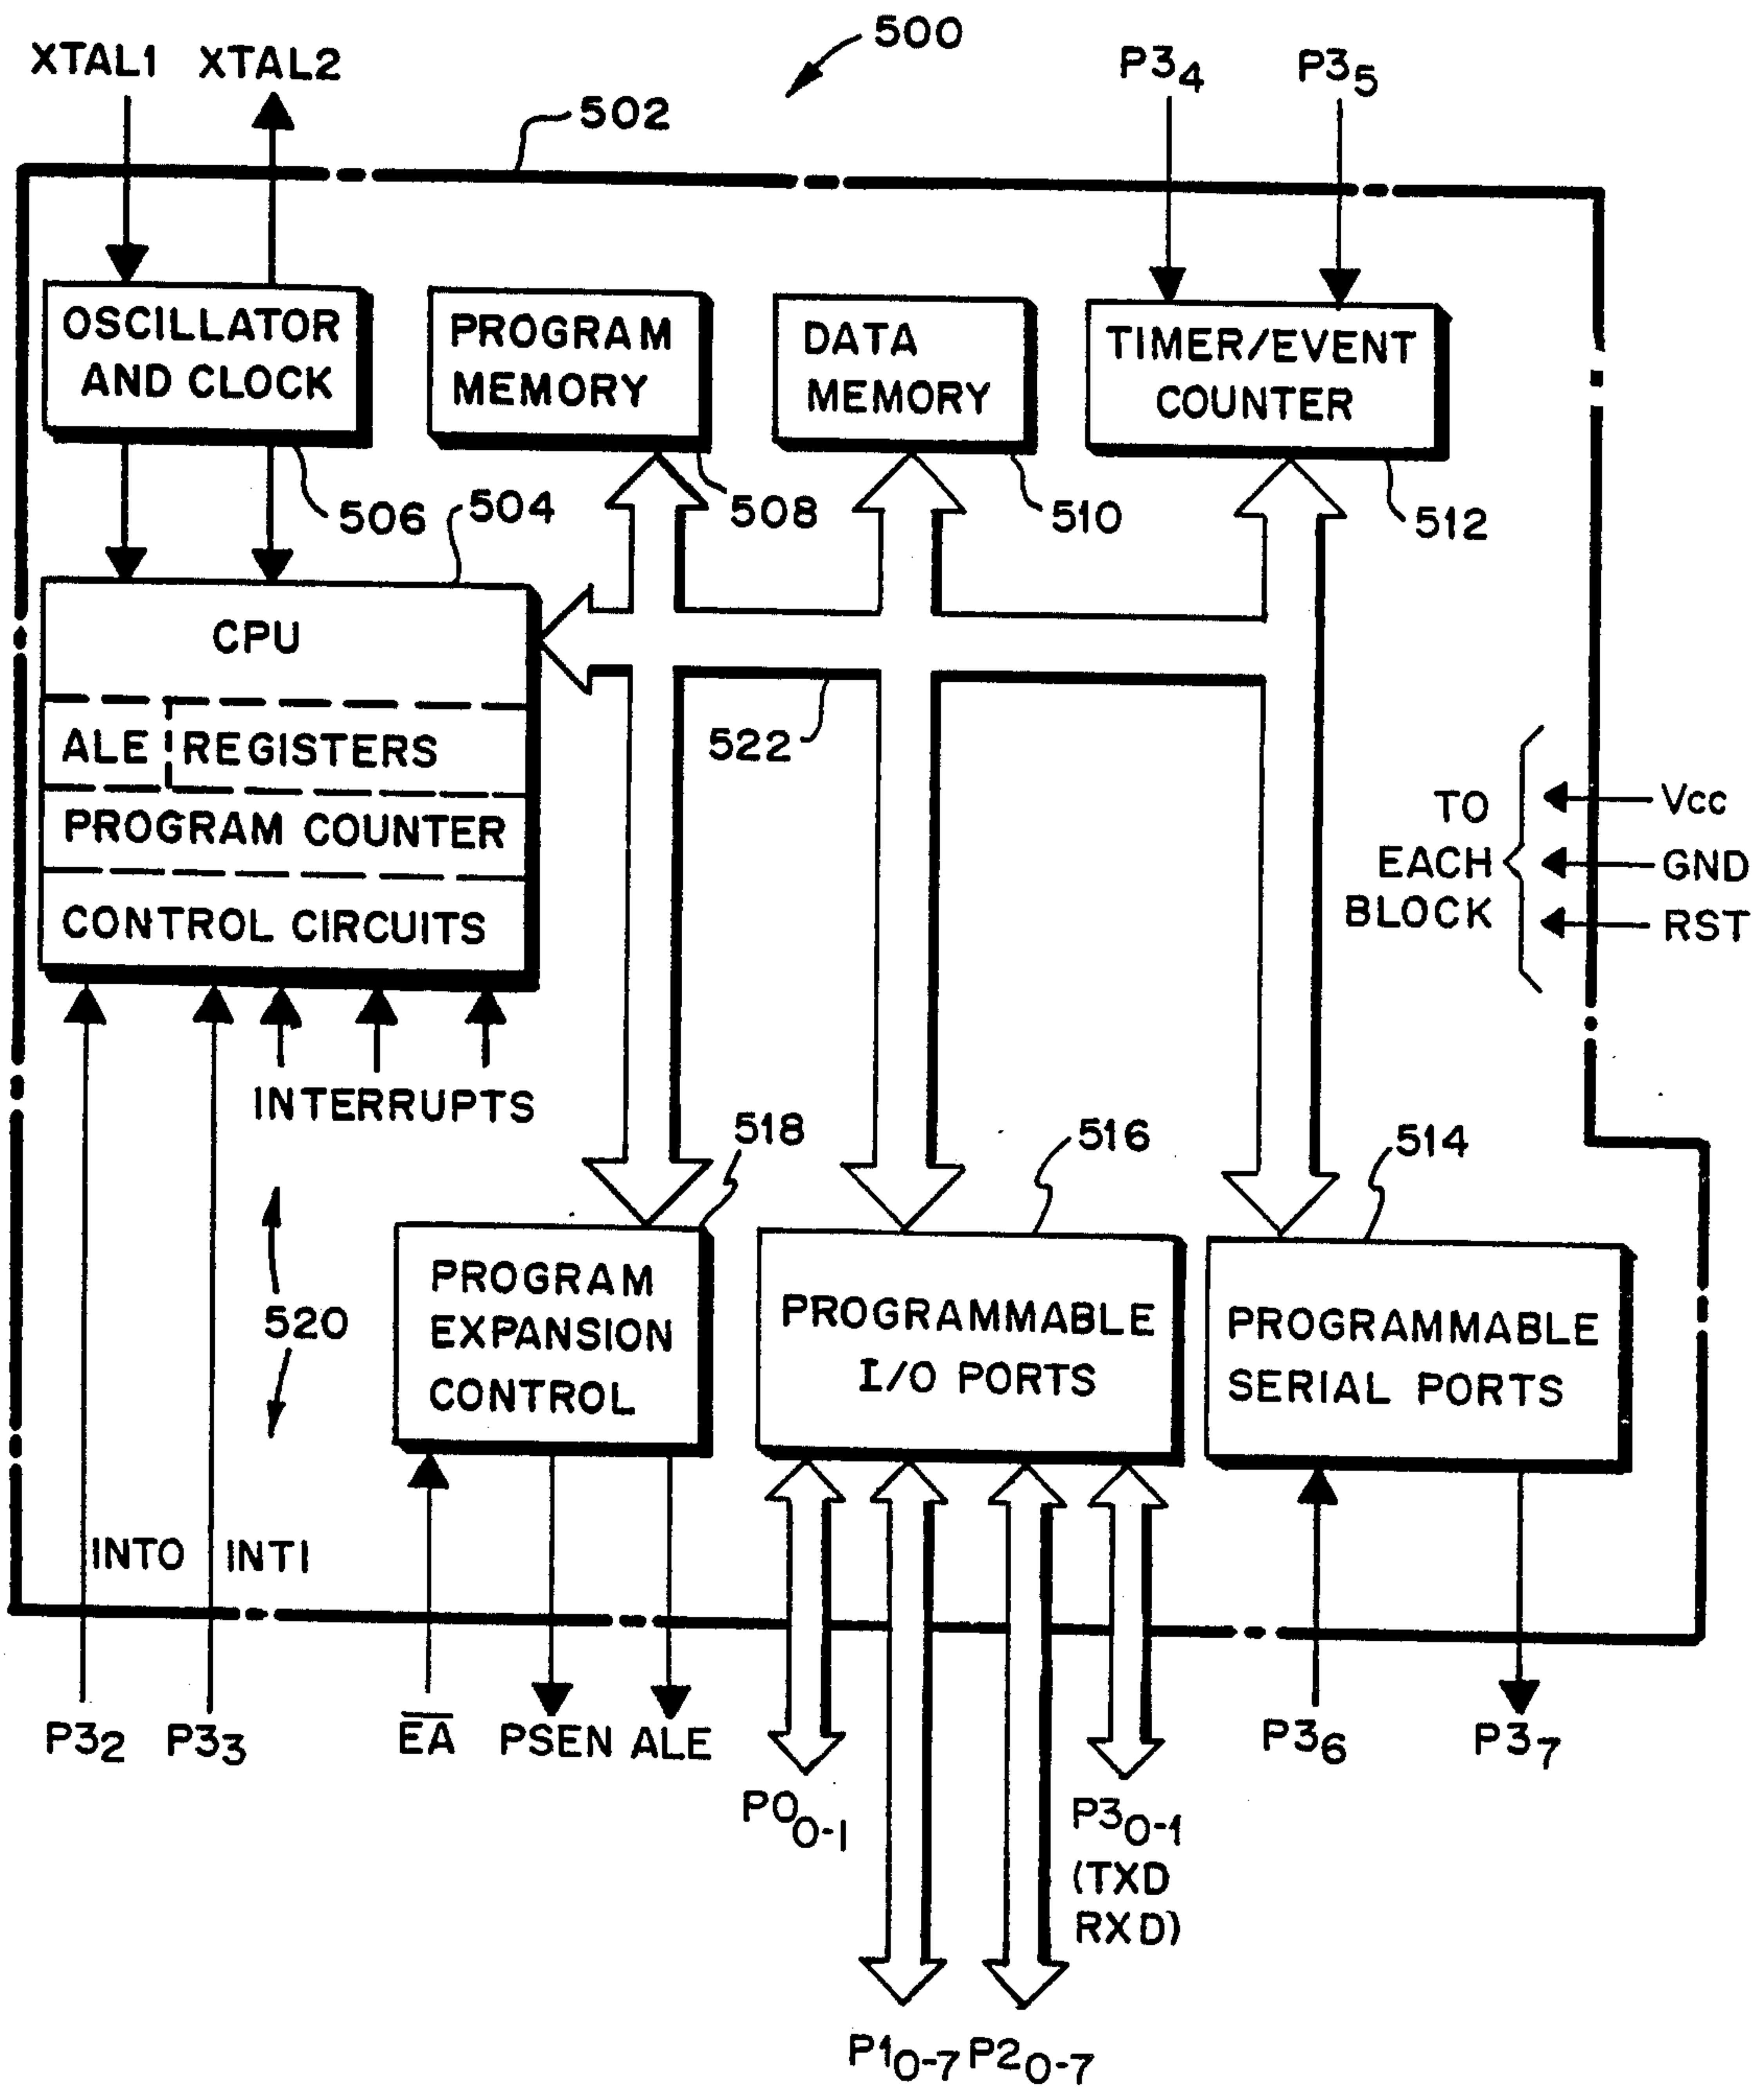 500
XTAL1 XTAL2
P34 P35
502
OSCILLATOR
AND CLOCK
PROGRAM
MEMORY
DATA
MEMORY
TIMER/EVENT
COUNTER
506
504
508
510
512
CPU
ALE REGISTERS
PROGRAM COUNTER
CONTROL CIRCUITS
522
TO
EACH
BLOCK
Vcc
GND
RST
INTERRUPTS
518
516
514
520
PROGRAM
EXPANSION
CONTROL
PROGRAMMABLE
I/O PORTS
PROGRAMMABLE
SERIAL PORTS
INTO INTI
P32 P33 EA PSEN ALE
P36 P37
P00-1
P30-1
(TXD
RXD)
P10-7 P20-7